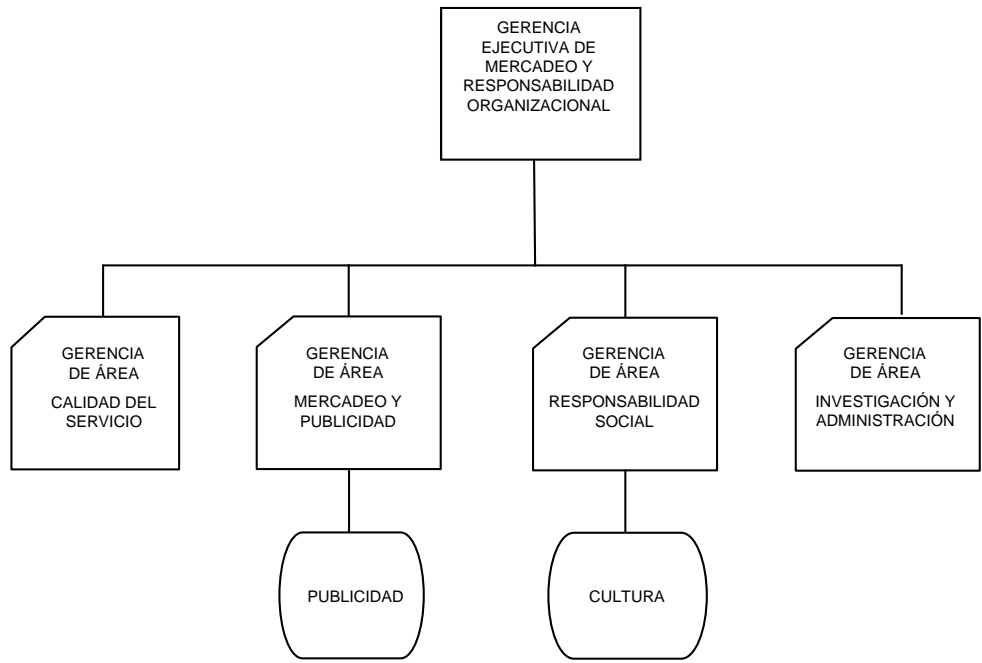 GERENCIA
EJECUTIVA DE
MERCADEO Y
RESPONSABILIDAD
ORGANIZACIONAL
GERENCIA
DE ÁREA
CALIDAD DEL
SERVICIO
GERENCIA
DE ÁREA
MERCADEO Y
PUBLICIDAD
GERENCIA
DE ÁREA
RESPONSABILIDAD
SOCIAL
GERENCIA
DE ÁREA
INVESTIGACIÓN Y
ADMINISTRACIÓN
PUBLICIDAD
CULTURA